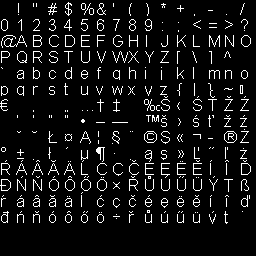 ! " # $ % & ' ( ) * + , - . /
0 1 2 3 4 5 6 7 8 9 : ; < = > ?
@ A B C D E F G H I J K L M N O
P Q R S T U V W X Y Z [ \ ] ^ _
` a b c d e f g h i j k l m n o
p q r s t u v w x y z { | } ~
€ ‚ „ … † ‡ ‰ Š ‹ Ś Ť Ž Ź
‘ ’ “ ” • – — ™ š › ś ť ž ź
ˇ ˘ Ł ¤ Ą ¦ § ¨ © Ş « ¬ - ® Ż
° ± ˛ ł ´ µ ¶ · ¸ ą ş » Ľ ˝ ľ ż
Ŕ Á Â Ă Ä Ĺ Ć Ç Č É Ę Ë Ě Í Î Ď
Đ Ń Ň Ó Ô Ő Ö × Ř Ů Ú Ű Ü Ý Ţ ß
ŕ á â ă ä ĺ ć ç č é ę ë ě í î ď
đ ń ň ó ô ő ö ÷ ř ů ú ű ü ý ţ ˙